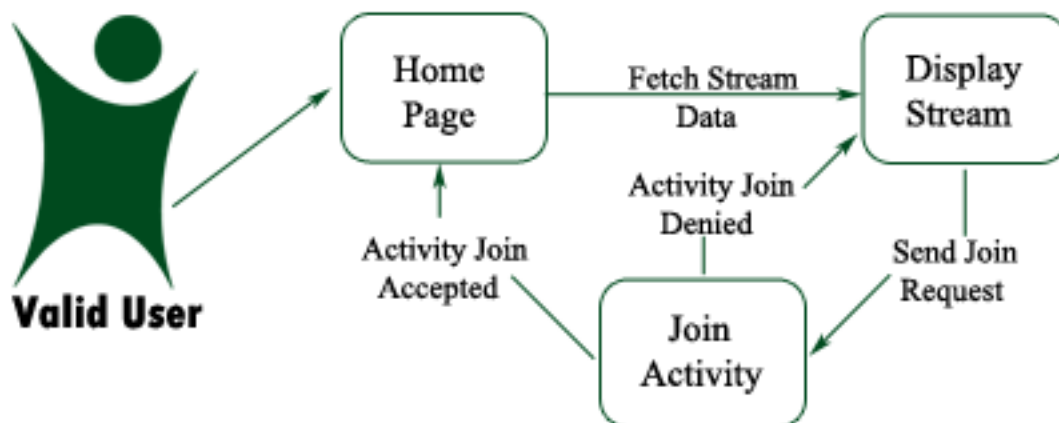 Home
Page
Fetch Stream
Data
Display
Stream
Activity Join
Denied
Activity Join
Accepted
Send Join
Request
Valid User
Join
Activity